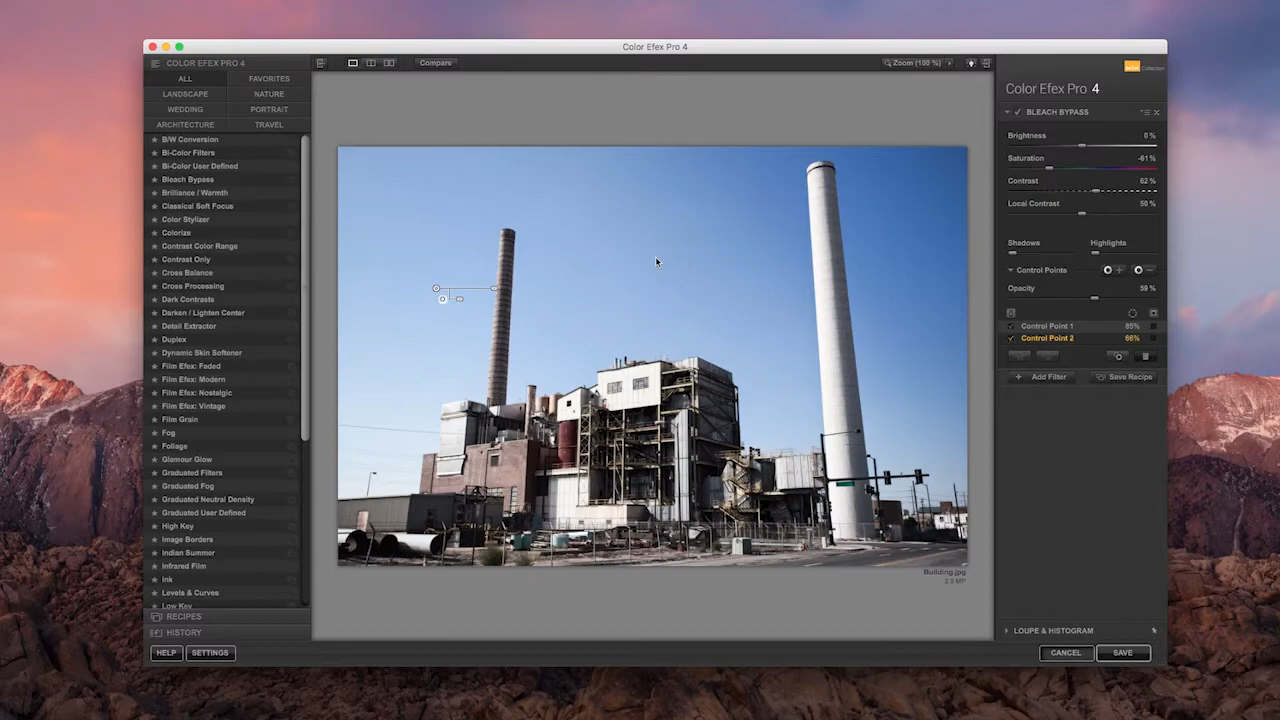 Color Efex Pro 4
COLOR EFEX PRO 4
Compare
Zoom (100 %)
ALL
FAVORITES
LANDSCAPE
NATURE
WEDDING
PORTRAIT
ARCHITECTURE
TRAVEL
B/W Conversion
Bi-Color Filters
Bi-Color User Defined
Bleach Bypass
Brilliance / Warmth
Classical Soft Focus
Color Stylizer
Colorize
Contrast Color Range
Contrast Only
Cross Balance
Cross Processing
Dark Contrasts
Darken / Lighten Center
Detail Extractor
Duplex
Dynamic Skin Softener
Film Efex: Faded
Film Efex: Modern
Film Efex: Nostalgic
Film Efex: Vintage
Film Grain
Fog
Foliage
Glamour Glow
Graduated Filters
Graduated Fog
Graduated Neutral Density
Graduated User Defined
High Key
Image Borders
Indian Summer
Infrared Film
Ink
Levels & Curves
Low Key
RECIPES
HISTORY
HELP
SETTINGS
Building.jpg
Collection
Color Efex Pro 4
BLEACH BYPASS
Brightness 0 %
Saturation -61 %
Contrast 62 %
Local Contrast 50 %
Shadows
Highlights
Control Points
Opacity 59 %
Control Point 1 85%
Control Point 2 66%
Add Filter
Save Recipe
LOUPE & HISTOGRAM
CANCEL
SAVE